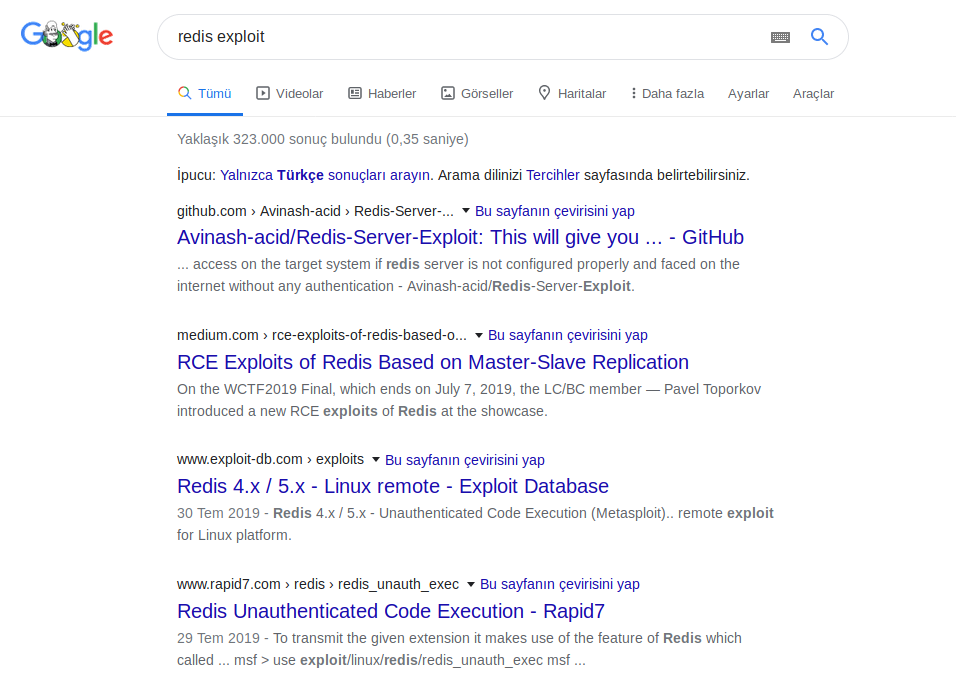 Google
redis exploit
Tümü Videolar Haberler Görseller Haritalar Daha fazla Ayarlar Araçlar
Yaklaşık 323.000 sonuç bulundu (0,35 saniye)
İpucu: Yalnızca Türkçe sonuçları arayın. Arama dilinizi Tercihler sayfasında belirtebilirsiniz.
github.com › Avinash-acid › Redis-Server-... Bu sayfanın çevirisini yap
Avinash-acid/Redis-Server-Exploit: This will give you ... - GitHub
... access on the target system if redis server is not configured properly and faced on the
internet without any authentication - Avinash-acid/Redis-Server-Exploit.
medium.com › rce-exploits-of-redis-based-o... Bu sayfanın çevirisini yap
RCE Exploits of Redis Based on Master-Slave Replication
On the WCTF2019 Final, which ends on July 7, 2019, the LC/BC member — Pavel Toporkov
introduced a new RCE exploits of Redis at the showcase.
www.exploit-db.com › exploits Bu sayfanın çevirisini yap
Redis 4.x / 5.x - Linux remote - Exploit Database
30 Tem 2019 - Redis 4.x / 5.x - Unauthenticated Code Execution (Metasploit).. remote exploit
for Linux platform.
www.rapid7.com › redis › redis_unauth_exec Bu sayfanın çevirisini yap
Redis Unauthenticated Code Execution - Rapid7
29 Tem 2019 - To transmit the given extension it makes use of the feature of Redis which
called ... msf > use exploit/linux/redis/redis_unauth_exec msf ...